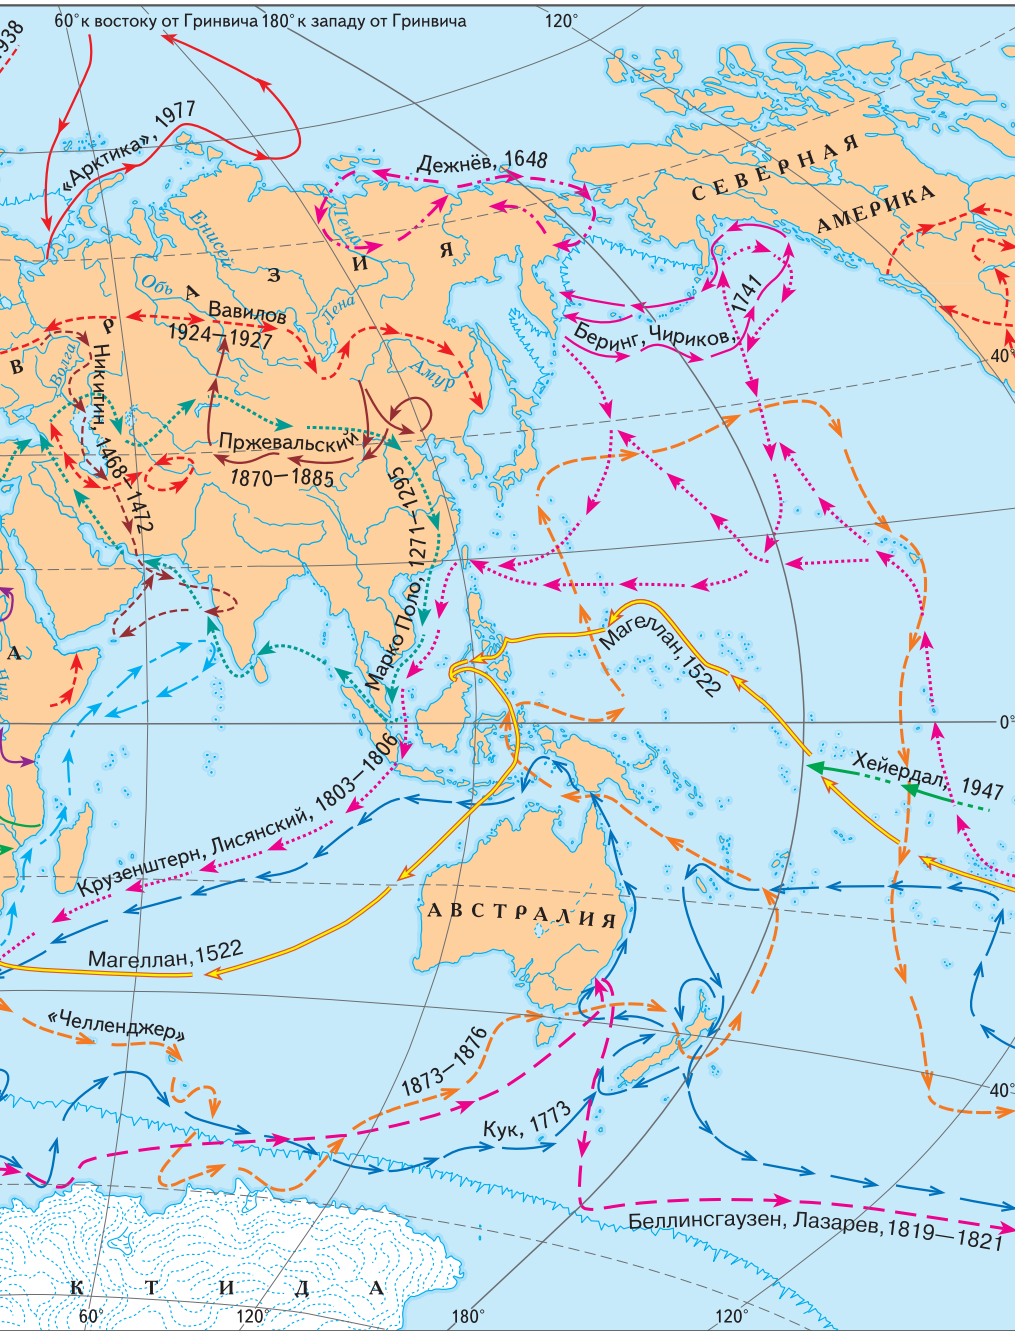 60° к востоку от Гринвича
180° к западу от Гринвича
120°
1938
«Арктика», 1977
Дежнёв, 1648
СЕВЕРНАЯ
АМЕРИКА
Енисей
Лена
Я
И
З
А
Р
В
Обь
Лена
Вавилов
1924–1927
1741
Беринг, Чириков,
40°
Волга
Амур
Никитин, 1468–1472
Пржевальский
1870–1885
Марко Поло, 1271–1295
А
Магеллан, 1522
0°
Хейердал, 1947
Крузенштерн, Лисянский, 1803–1806
АВСТРАЛИЯ
Магеллан, 1522
«Челленджер»
1873–1876
40°
Кук, 1773
Беллинсгаузен, Лазарев, 1819–1821
К Т И Д А
60°
120°
180°
120°